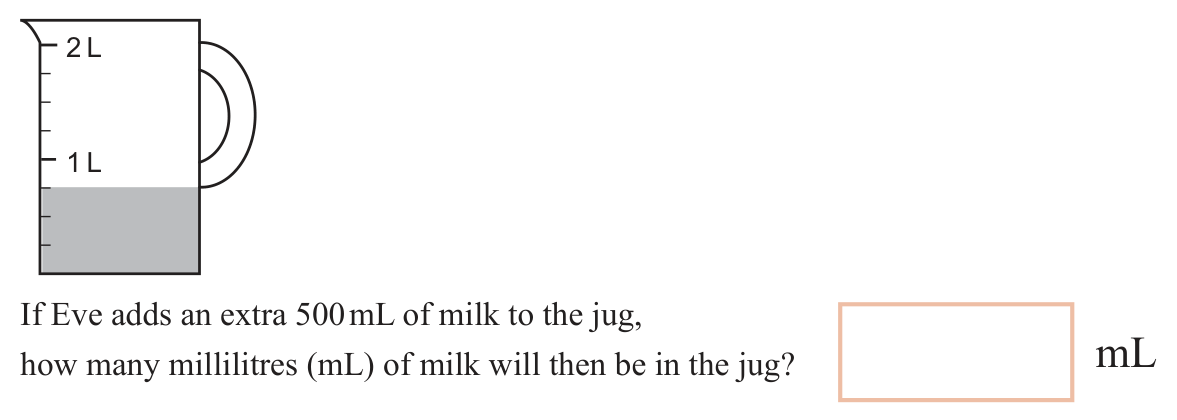 2 L
1 L
If Eve adds an extra 500 mL of milk to the jug,
how many millilitres (mL) of milk will then be in the jug?
mL